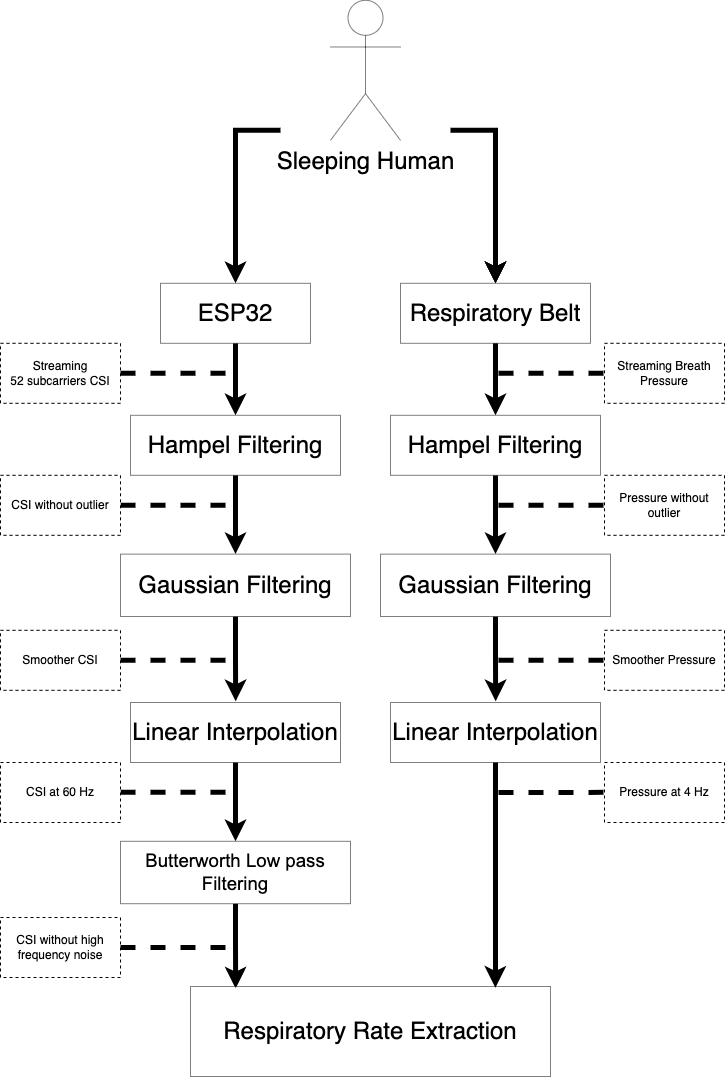 Sleeping Human
ESP32
Respiratory Belt
Streaming
52 subcarriers CSI
Streaming Breath
Pressure
Hampel Filtering
Hampel Filtering
CSI without outlier
Pressure without
outlier
Gaussian Filtering
Gaussian Filtering
Smoother CSI
Smoother Pressure
Linear Interpolation
Linear Interpolation
CSI at 60 Hz
Pressure at 4 Hz
Butterworth Low pass
Filtering
CSI without high
frequency noise
Respiratory Rate Extraction